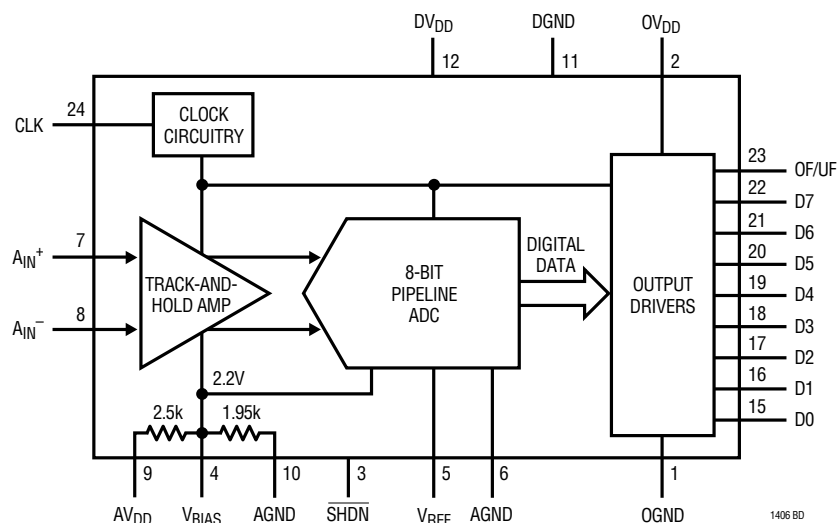 DVDD
DGND
OVDD
12
11
2
24
CLK
CLOCK
CIRCUITRY
23
OF/UF
22
D7
21
D6
20
D5
19
D4
18
D3
17
D2
16
D1
15
D0
7
AIN+
8
AIN–
TRACK-AND-
HOLD AMP
8-BIT
PIPELINE
ADC
DIGITAL
DATA
OUTPUT
DRIVERS
2.2V
2.5k
1.95k
9
4
10
3
5
6
1
AVDD
VBIAS
AGND
SHDN
VREF
AGND
OGND
1406 BD